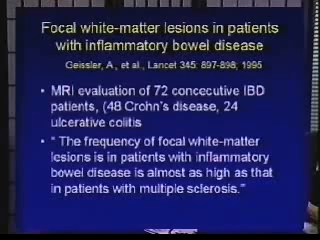 Focal white-matter lesions in patients
with inflammatory bowel disease
Geissler, A., et al., Lancet 345: 897-898; 1995
• MRI evaluation of 72 concecutive IBD
patients, (48 Crohn's disease, 24
ulcerative colitis
• " The frequency of focal white-matter
lesions is in patients with inflammatory
bowel disease is almost as high as that
in patients with multiple sclerosis."